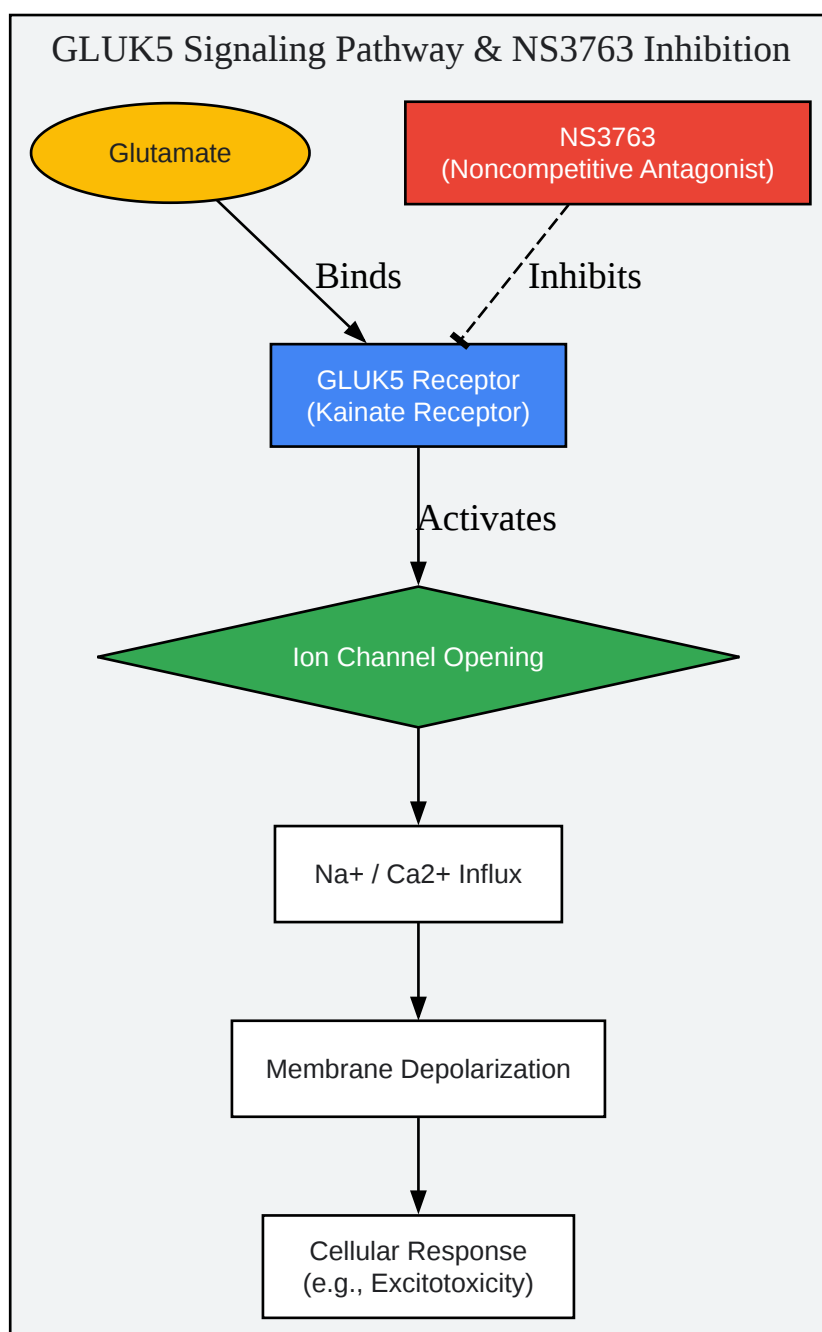 GLUK5 Signaling Pathway & NS3763 Inhibition
Glutamate
NS3763
(Noncompetitive Antagonist)
Binds
Inhibits
GLUK5 Receptor
(Kainate Receptor)
Activates
Ion Channel Opening
Na+ / Ca2+ Influx
Membrane Depolarization
Cellular Response
(e.g., Excitotoxicity)